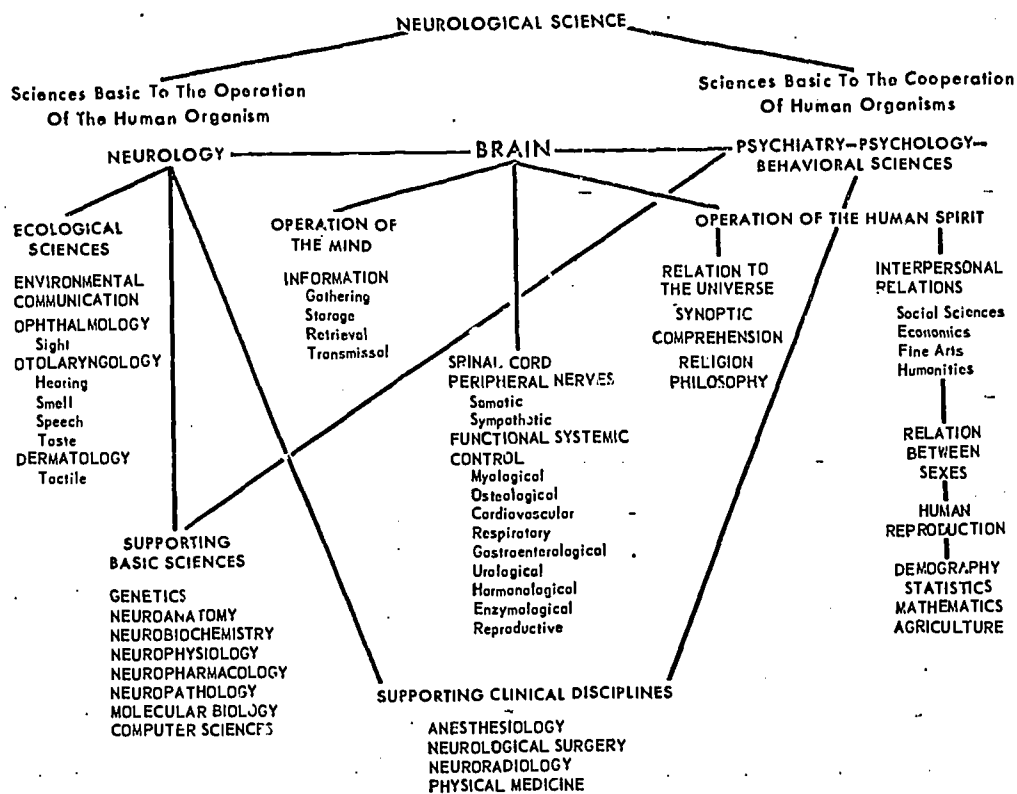 NEUROLOGICAL SCIENCE
Sciences Basic To The Operation
Of The Human Organism
Sciences Basic To The Cooperation
Of Human Organisms
NEUROLOGY
BRAIN
PSYCHIATRY-PSYCHOLOGY-
BEHAVIORAL SCIENCES
ECOLOGICAL
SCIENCES
ENVIRONMENTAL
COMMUNICATION
OPHTHALMOLOGY
Sight
OTOLARYNGOLOGY
Hearing
Smell
Speech
Taste
DERMATOLOGY
Tactile
OPERATION OF
THE MIND
INFORMATION
Gathering
Storage
Retrieval
Transmissal
SPINAL CORD
PERIPHERAL NERVES
Somatic
Sympathetic
FUNCTIONAL SYSTEMIC
CONTROL
Myological
Osteological
Cardiovascular
Respiratory
Gastroenterological
Urological
Hormonological
Enzymological
Reproductive
OPERATION OF THE HUMAN SPIRIT
RELATION TO
THE UNIVERSE
SYNOPTIC
COMPREHENSION
RELIGION
PHILOSOPHY
INTERPERSONAL
RELATIONS
Social Sciences
Economics
Fine Arts
Humanities
RELATION
BETWEEN
SEXES
HUMAN
REPRODUCTION
DEMOGRAPHY
STATISTICS
MATHEMATICS
AGRICULTURE
SUPPORTING
BASIC SCIENCES
GENETICS
NEUROANATOMY
NEUROBIOCHEMISTRY
NEUROPHYSIOLOGY
NEUROPHARMACOLOGY
NEUROPATHOLOGY
MOLECULAR BIOLOGY
COMPUTER SCIENCES
SUPPORTING CLINICAL DISCIPLINES
ANESTHESIOLOGY
NEUROLOGICAL SURGERY
NEURORADIOLOGY
PHYSICAL MEDICINE